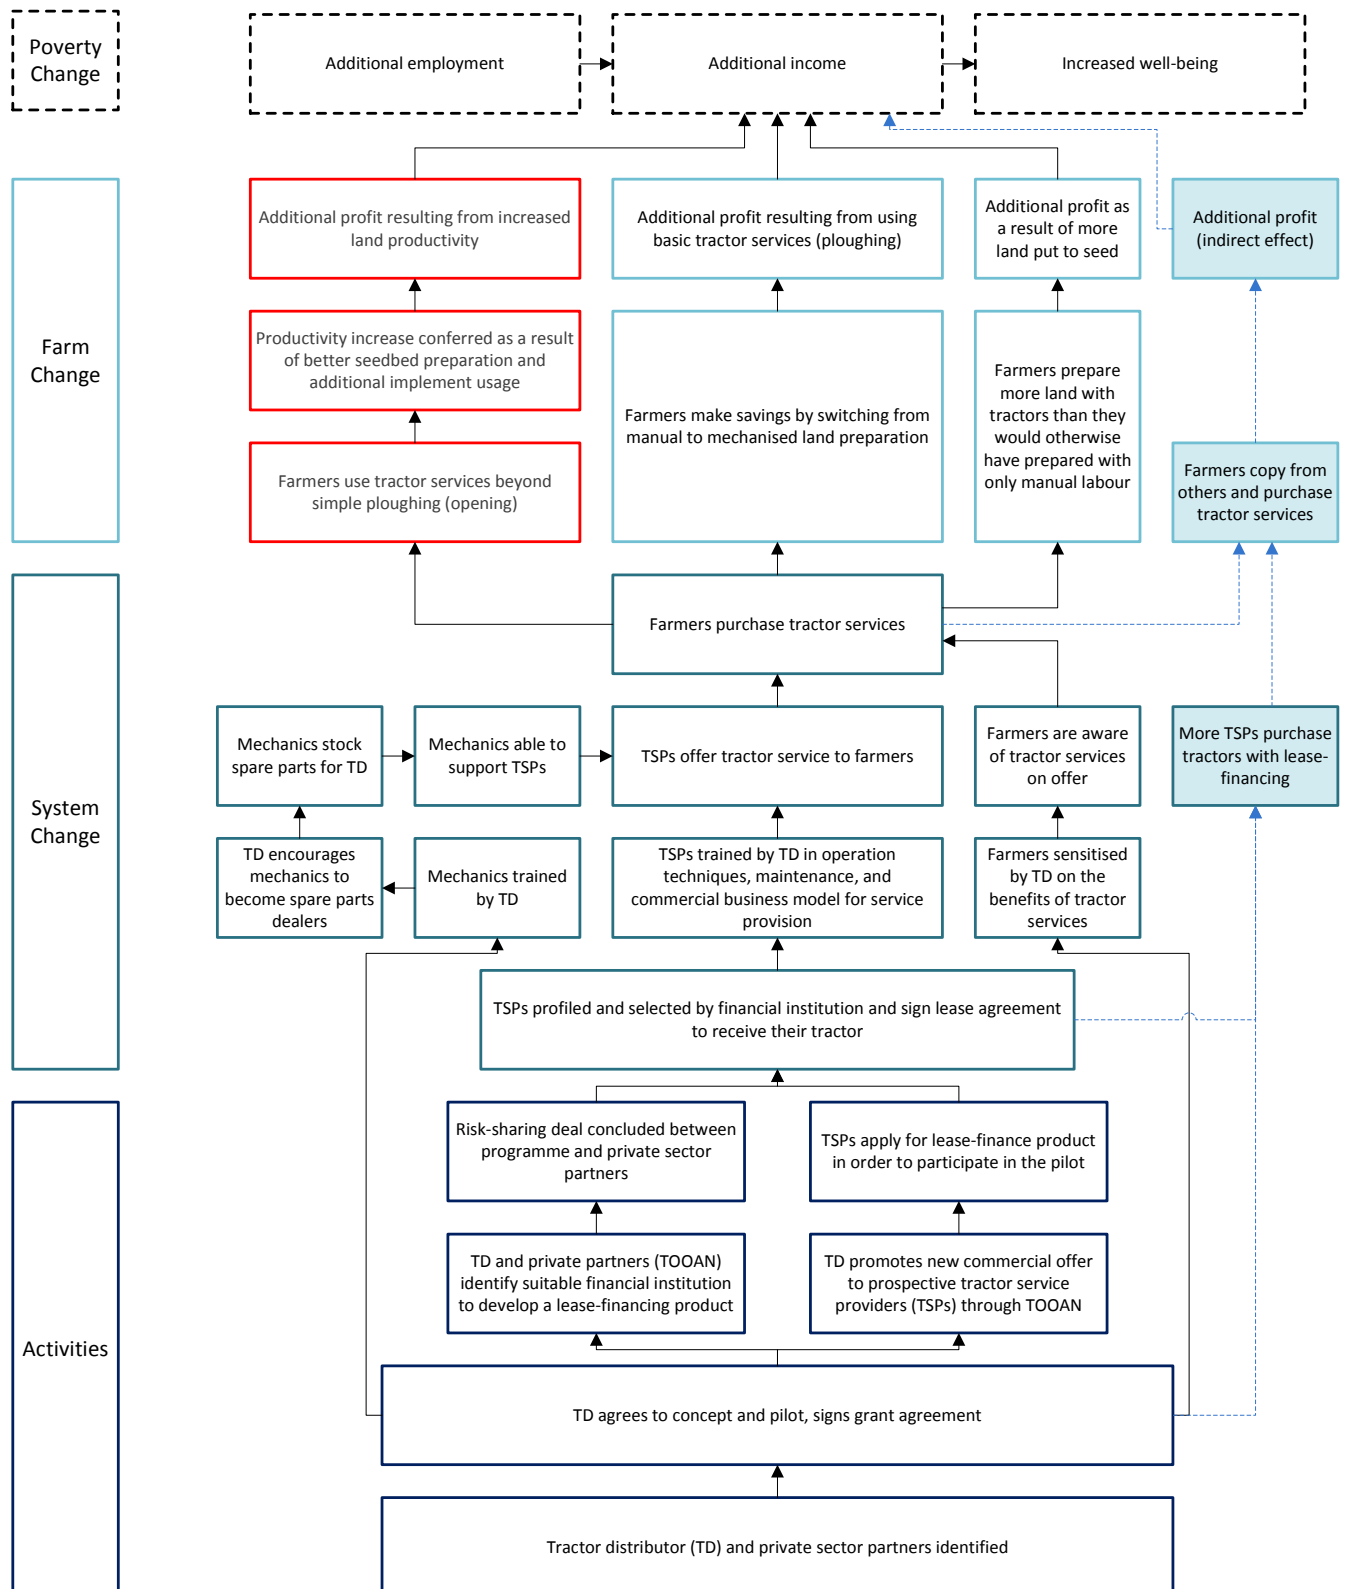 Poverty
Change
Additional employment
Additional income
Increased well-being
Farm
Change
Additional profit resulting from increased
land productivity
Additional profit resulting from using
basic tractor services (ploughing)
Additional profit as
a result of more
land put to seed
Additional profit
(indirect effect)
Productivity increase conferred as a result
of better seedbed preparation and
additional implement usage
Farmers make savings by switching from
manual to mechanised land preparation
Farmers prepare
more land with
tractors than they
would otherwise
have prepared with
only manual labour
Farmers use tractor services beyond
simple ploughing (opening)
Farmers copy from
others and purchase
tractor services
System
Change
Farmers purchase tractor services
Mechanics stock
spare parts for TD
Mechanics able to
support TSPs
TSPs offer tractor service to farmers
Farmers are aware
of tractor services
on offer
More TSPs purchase
tractors with lease-
financing
TD encourages
mechanics to
become spare parts
dealers
Mechanics trained
by TD
TSPs trained by TD in operation
techniques, maintenance, and
commercial business model for service
provision
Farmers sensitised
by TD on the
benefits of tractor
services
TSPs profiled and selected by financial institution and sign lease agreement
to receive their tractor
Activities
Risk-sharing deal concluded between
programme and private sector
partners
TSPs apply for lease-finance product
in order to participate in the pilot
TD and private partners (TOOAN)
identify suitable financial institution
to develop a lease-financing product
TD promotes new commercial offer
to prospective tractor service
providers (TSPs) through TOOAN
TD agrees to concept and pilot, signs grant agreement
Tractor distributor (TD) and private sector partners identified